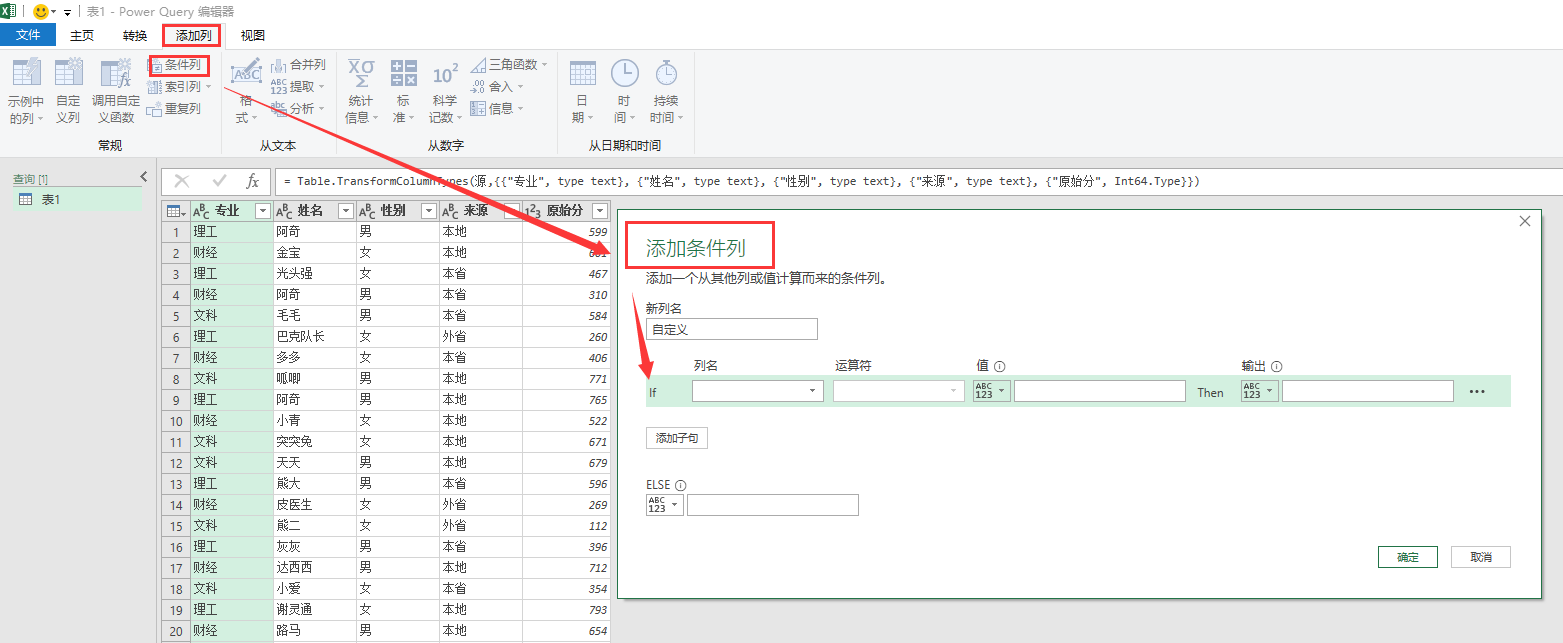 表1 - Power Query 编辑器
文件 主页 转换 添加列 视图
示例中的列 自定义列 调用自定义函数 条件列 索引列 重复列
常规
格式 合并列 提取 分析
从文本
统计信息 标准 科学记数 三角函数 舍入 信息
从数字
日期 时间 持续时间
从日期和时间
查询 [1]
表1
= Table.TransformColumnTypes(源,{{"专业", type text}, {"姓名", type text}, {"性别", type text}, {"来源", type text}, {"原始分", Int64.Type}})
专业 姓名 性别 来源 原始分
1 理工 阿奇 男 本地 599
2 财经 金宝 女 本地
3 理工 光头强 女 本省 467
4 财经 阿奇 男 本省 310
5 文科 毛毛 男 本省 584
6 理工 巴克队长 女 外省 260
7 财经 多多 女 本省 406
8 文科 呱唧 男 本地 771
9 理工 阿奇 男 本地 765
10 财经 小青 女 本地 522
11 文科 突突兔 女 本地 671
12 文科 天天 男 本地 679
13 理工 熊大 男 本省 596
14 财经 皮医生 女 外省 269
15 文科 熊二 女 外省 112
16 理工 灰灰 男 本省 396
17 财经 达西西 男 本地 712
18 文科 小爱 女 本省 354
19 理工 谢灵通 女 本地 793
20 财经 路马 男 本地 654
添加条件列
添加一个从其他列或值计算而来的条件列。
新列名
自定义
列名 运算符 值 输出
If ABC 123 Then ABC 123 ...
添加子句
ELSE
ABC 123
确定 取消